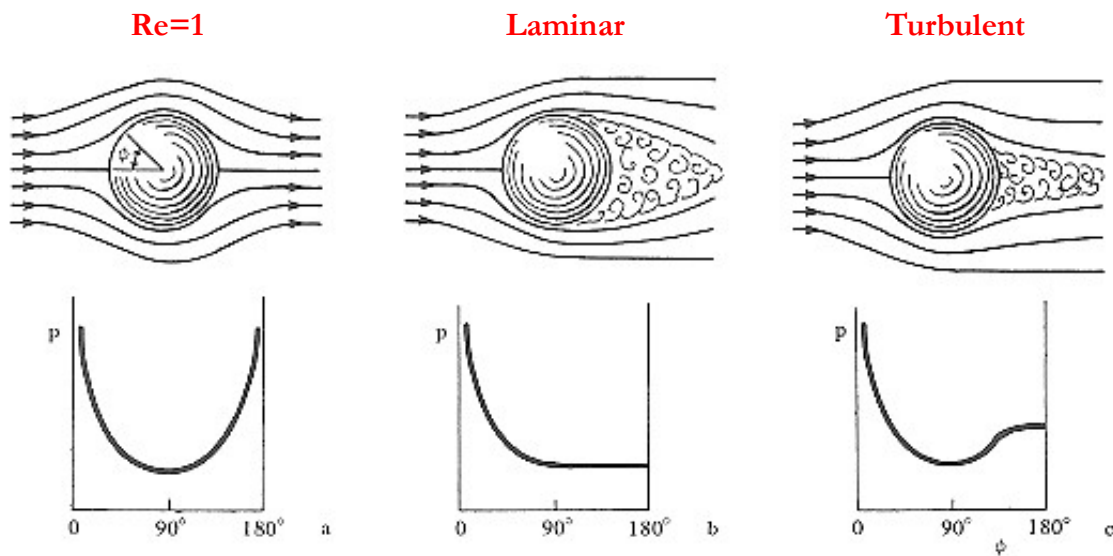 Re=1
Laminar
Turbulent
ϕ
p
0 90° 180° a
p
0 90° 180° b
p
0 90° 180° c
ϕ